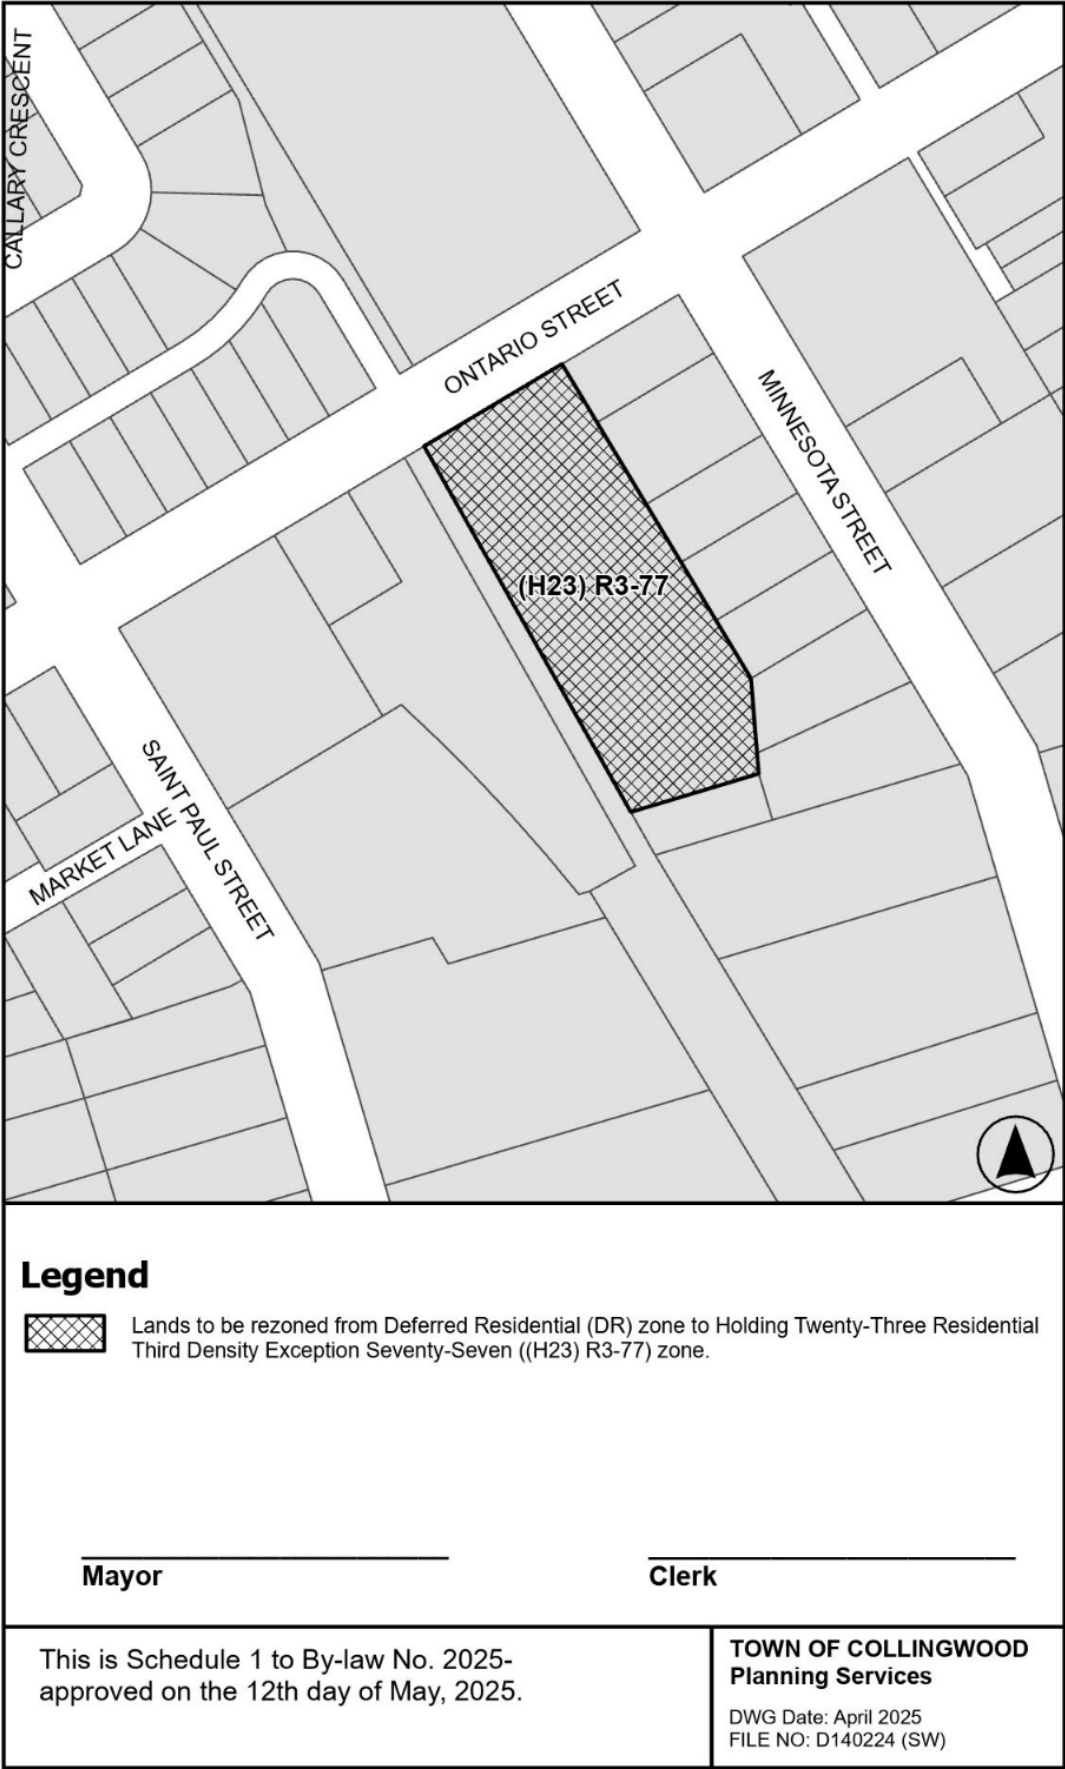 CALLARY CRESCENT
ONTARIO STREET
MINNESOTA STREET
(H23) R3-77
SAINT PAUL STREET
MARKET LANE
Legend
Lands to be rezoned from Deferred Residential (DR) zone to Holding Twenty-Three Residential
Third Density Exception Seventy-Seven ((H23) R3-77) zone.
Mayor
Clerk
This is Schedule 1 to By-law No. 2025-
approved on the 12th day of May, 2025.
TOWN OF COLLINGWOOD
Planning Services
DWG Date: April 2025
FILE NO: D140224 (SW)